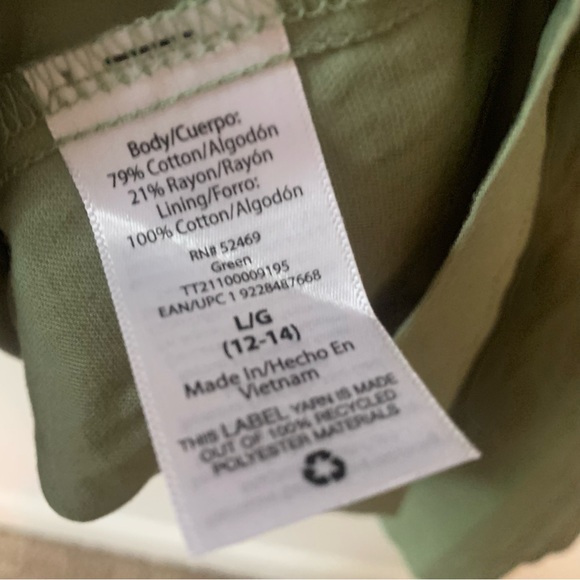 Body/Cuerpo:
79% Cotton/Algodón
21% Rayon/Rayón
Lining/Forro:
100% Cotton/Algodón
RN# 52469
Green
TT21100009195
EAN/UPC 1 9228487668
L/G
(12-14)
Made In/Hecho En
Vietnam
THIS LABEL YARN IS MADE
OUT OF 100% RECYCLED
POLYESTER MATERIALS